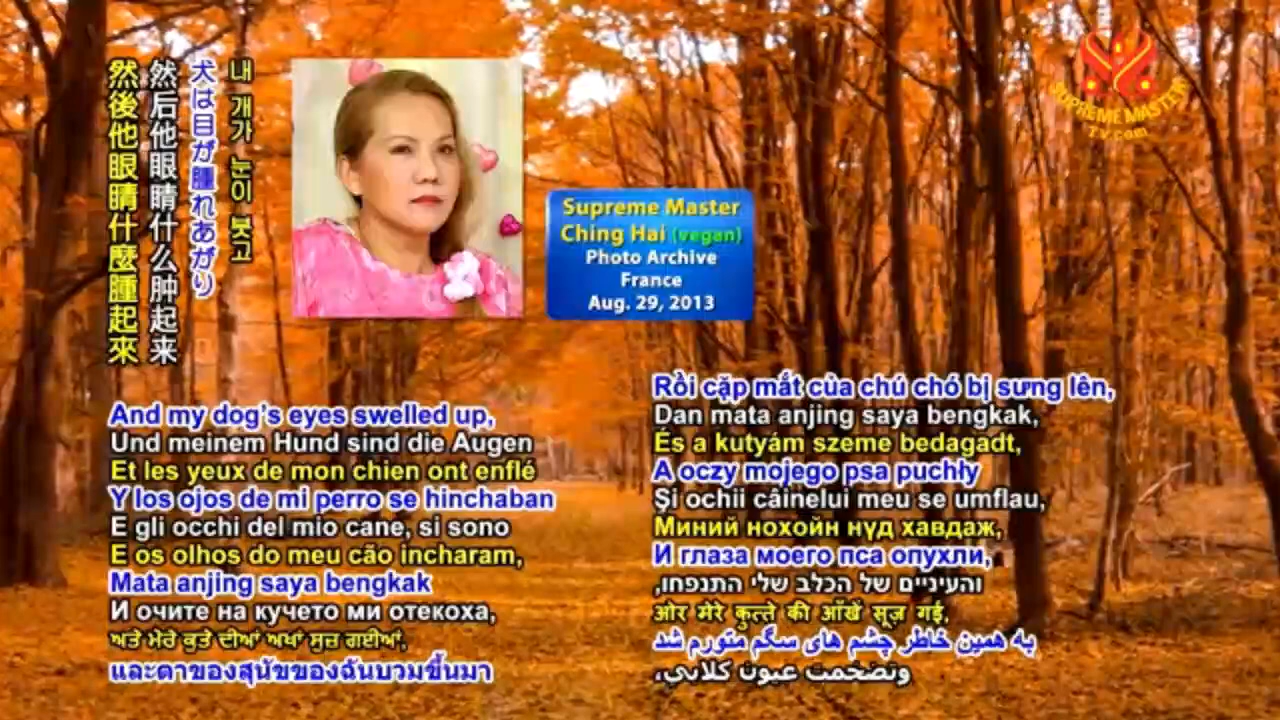 내 개가 눈이 붓고
犬は目が腫れあがり
然后他眼睛什么肿起来
然後他眼睛什麼腫起來
SUPREME MASTER
TV.com
Supreme Master
Ching Hai (vegan)
Photo Archive
France
Aug. 29, 2013
And my dog's eyes swelled up,
Und meinem Hund sind die Augen
Et les yeux de mon chien ont enflé
Y los ojos de mi perro se hinchaban
E gli occhi del mio cane, si sono
E os olhos do meu cão incharam,
Mata anjing saya bengkak
И очите на кучето ми отекоха,
ਅਤੇ ਮੇਰੇ ਕੁਤੇ ਦੀਆਂ ਅਖਾਂ ਸੁਜ਼ ਗਈਆਂ,
และตาของสุนัขของฉันบวมขึ้นมา
Rồi cặp mắt của chú chó bị sưng lên,
Dan mata anjing saya bengkak,
És a kutyám szeme bedagadt,
A oczy mojego psa puchły
Și ochii câinelui meu se umflau,
Миний нохойн нүд хавдаж,
И глаза моего пса опухли,
והעיניים של הכלב שלי התנפחו,
और मेरे कुत्ते की आँखें सूज़ गई,
به همین خاطر چشم های سگم متورم شد
وتضخمت عيون كلابي،